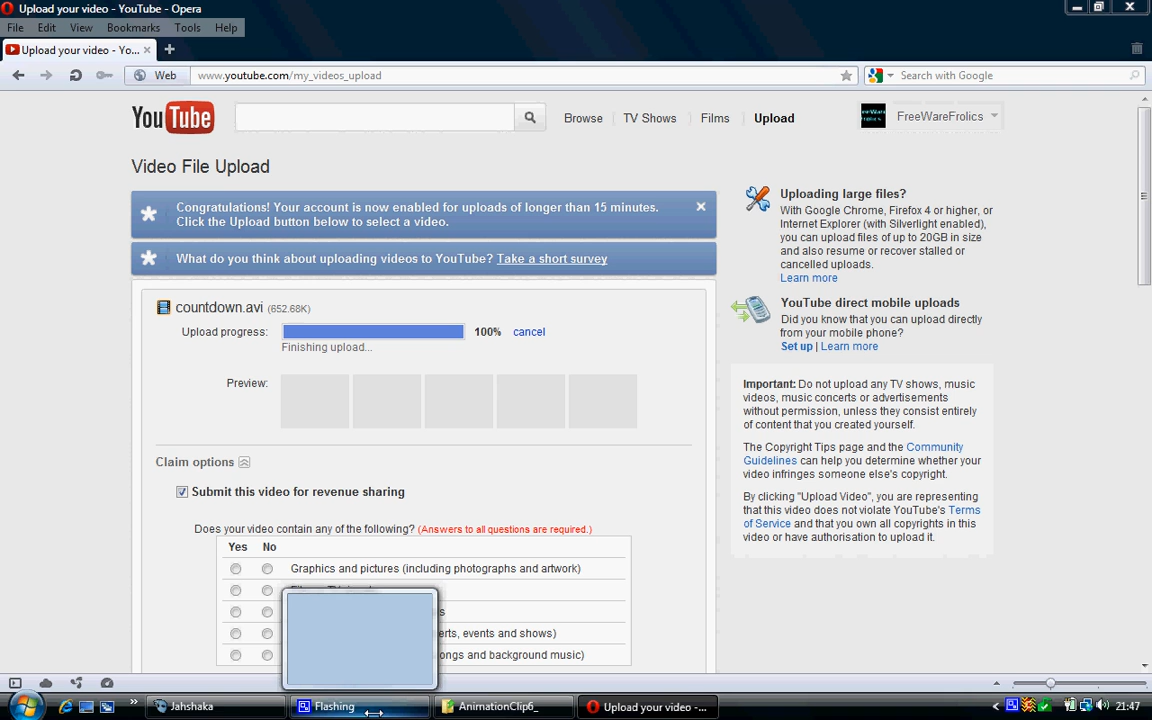 Upload your video - YouTube - Opera
File Edit View Bookmarks Tools Help
Upload your video - Yo...
Web www.youtube.com/my_videos_upload Search with Google
YouTube Browse TV Shows Films Upload FreeWareFrolics
Video File Upload
Congratulations! Your account is now enabled for uploads of longer than 15 minutes.
Click the Upload button below to select a video.
What do you think about uploading videos to YouTube? Take a short survey
countdown.avi (652.68K)
Upload progress: 100% cancel
Finishing upload...
Preview:
Claim options
Submit this video for revenue sharing
Does your video contain any of the following? (Answers to all questions are required.)
Yes No
Graphics and pictures (including photographs and artwork)
s
erts, events and shows)
ongs and background music)
Uploading large files?
With Google Chrome, Firefox 4 or higher, or
Internet Explorer (with Silverlight enabled),
you can upload files of up to 20GB in size
and also resume or recover stalled or
cancelled uploads.
Learn more
YouTube direct mobile uploads
Did you know that you can upload directly
from your mobile phone?
Set up | Learn more
Important: Do not upload any TV shows, music
videos, music concerts or advertisements
without permission, unless they consist entirely
of content that you created yourself.
The Copyright Tips page and the Community
Guidelines can help you determine whether your
video infringes someone else's copyright.
By clicking "Upload Video", you are representing
that this video does not violate YouTube's Terms
of Service and that you own all copyrights in this
video or have authorisation to upload it.
Jahshaka Flashing AnimationClip6_ Upload your video -... 21:47